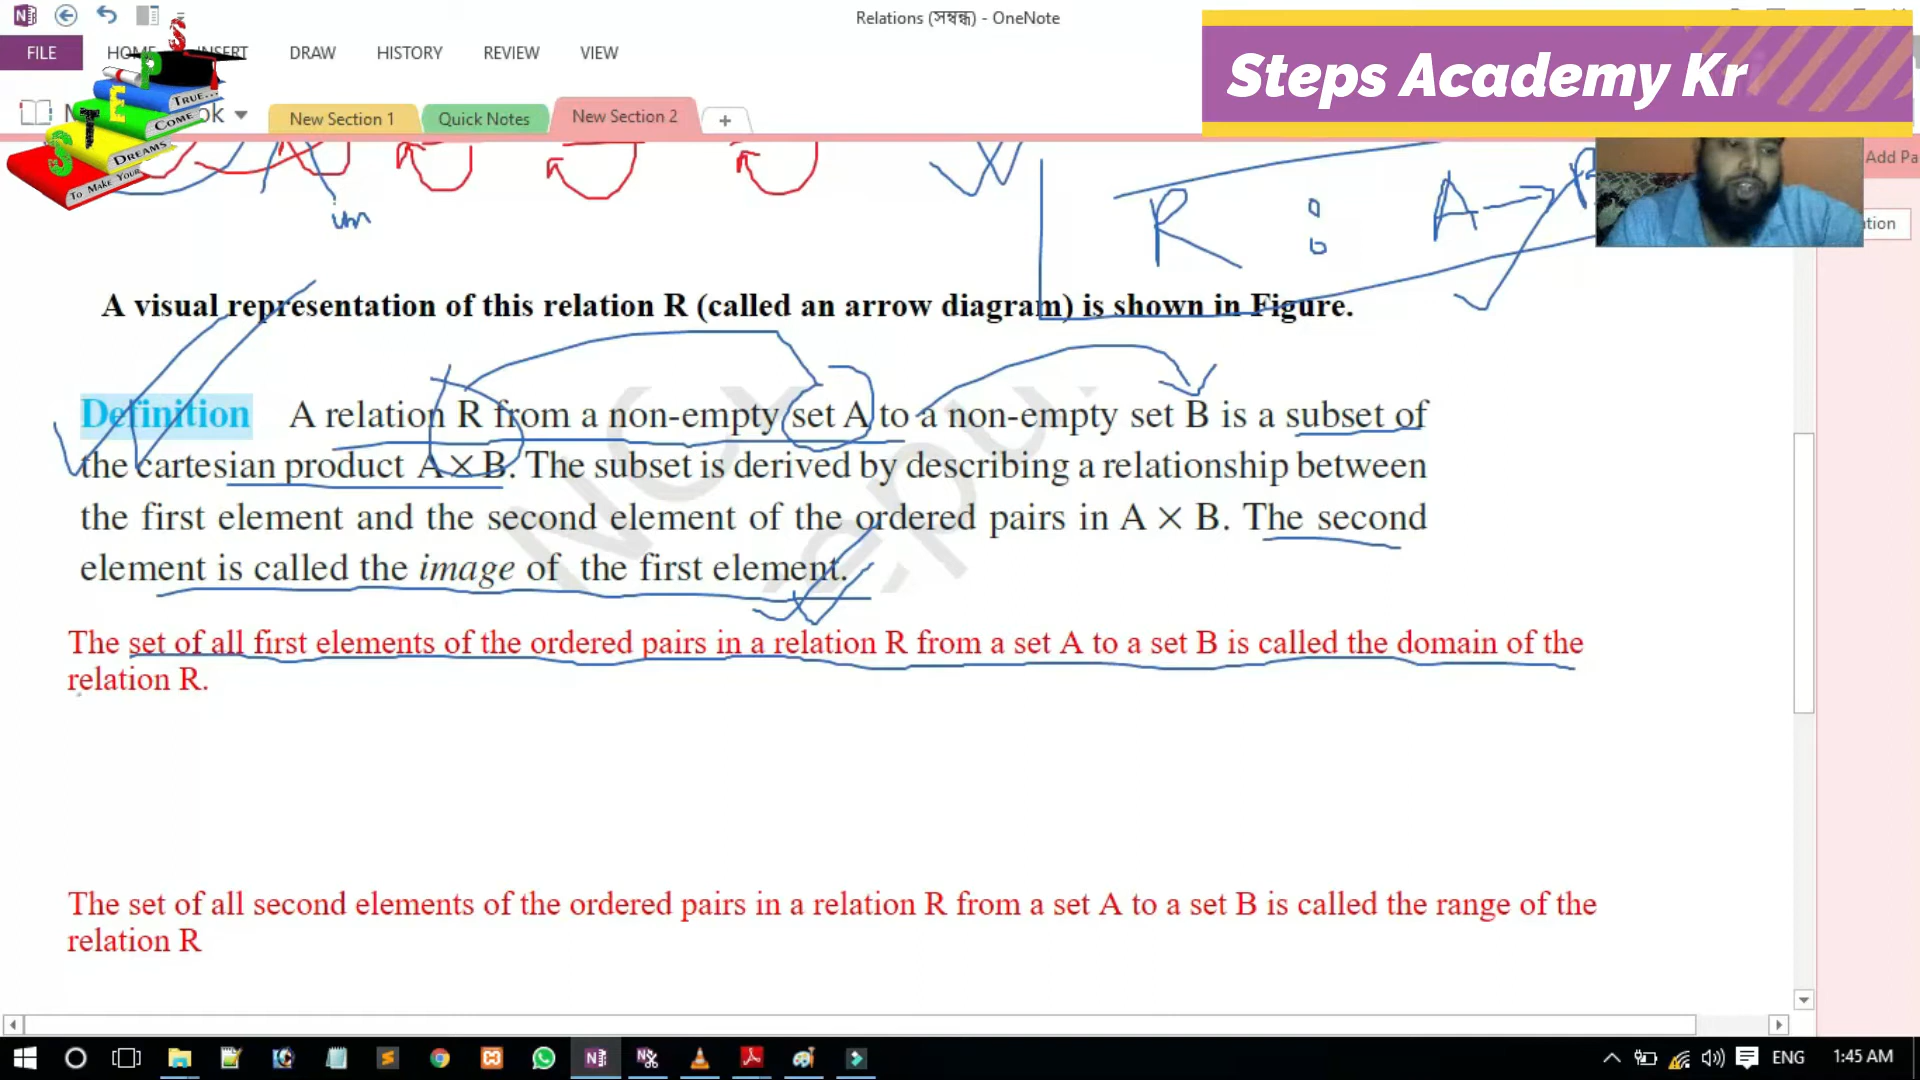 Relations (সম্বন্ধ) - OneNote
FILE HOME INSERT DRAW HISTORY REVIEW VIEW
Steps Academy Kr
S T E P S
TRUE...
COME
DREAMS
To MAKE YOUR
New Section 1 Quick Notes New Section 2 +
Add Pa
R : A →
im
A visual representation of this relation R (called an arrow diagram) is shown in Figure.
Definition A relation R from a non-empty set A to a non-empty set B is a subset of
the cartesian product A × B. The subset is derived by describing a relationship between
the first element and the second element of the ordered pairs in A × B. The second
element is called the image of the first element.
The set of all first elements of the ordered pairs in a relation R from a set A to a set B is called the domain of the
relation R.
The set of all second elements of the ordered pairs in a relation R from a set A to a set B is called the range of the
relation R
ENG 1:45 AM